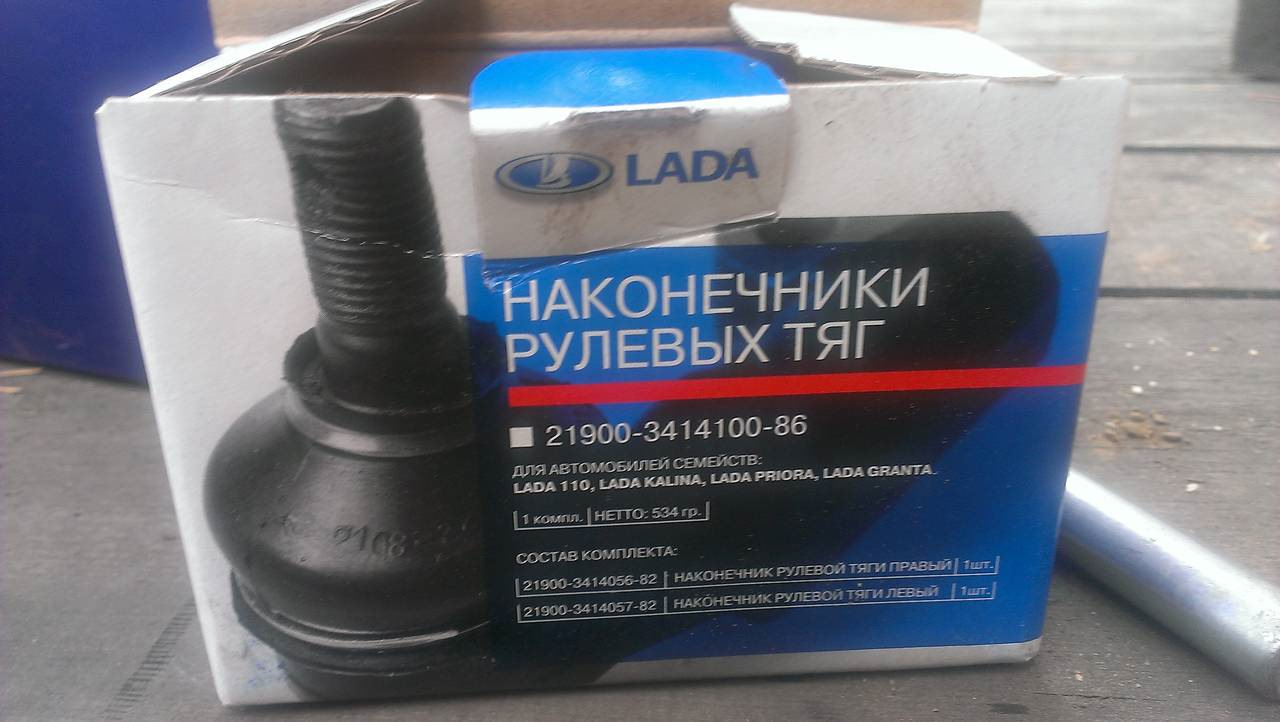 LADA
НАКОНЕЧНИКИ
РУЛЕВЫХ ТЯГ
21900-3414100-86
ДЛЯ АВТОМОБИЛЕЙ СЕМЕЙСТВ:
LADA 110, LADA KALINA, LADA PRIORA, LADA GRANTA.
1 компл. НЕТТО: 534 гр.
СОСТАВ КОМПЛЕКТА:
21900-3414056-82 НАКОНЕЧНИК РУЛЕВОЙ ТЯГИ ПРАВЫЙ 1шт.
21900-3414057-82 НАКОНЕЧНИК РУЛЕВОЙ ТЯГИ ЛЕВЫЙ 1шт.